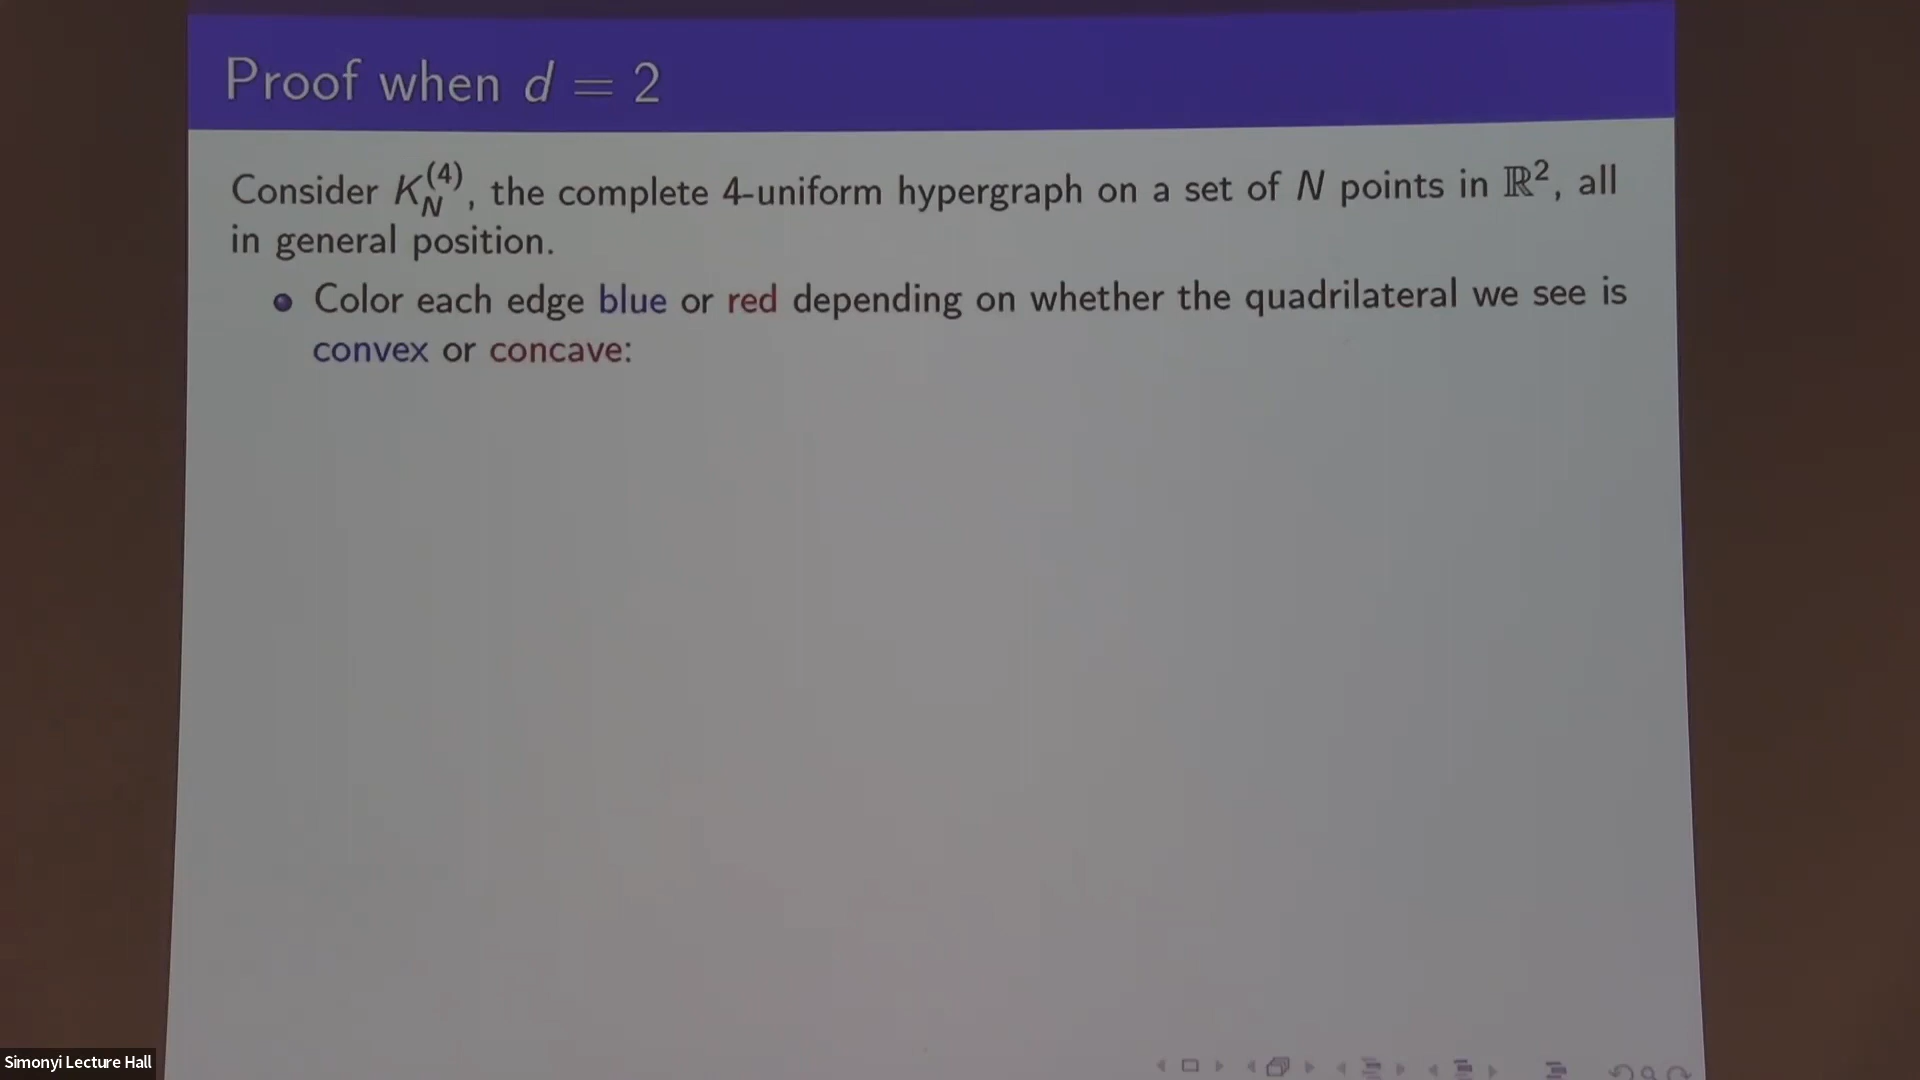 Proof when d = 2
Consider K_N^{(4)}, the complete 4-uniform hypergraph on a set of N points in ℝ², all
in general position.
Color each edge blue or red depending on whether the quadrilateral we see is
convex or concave:
Simonyi Lecture Hall